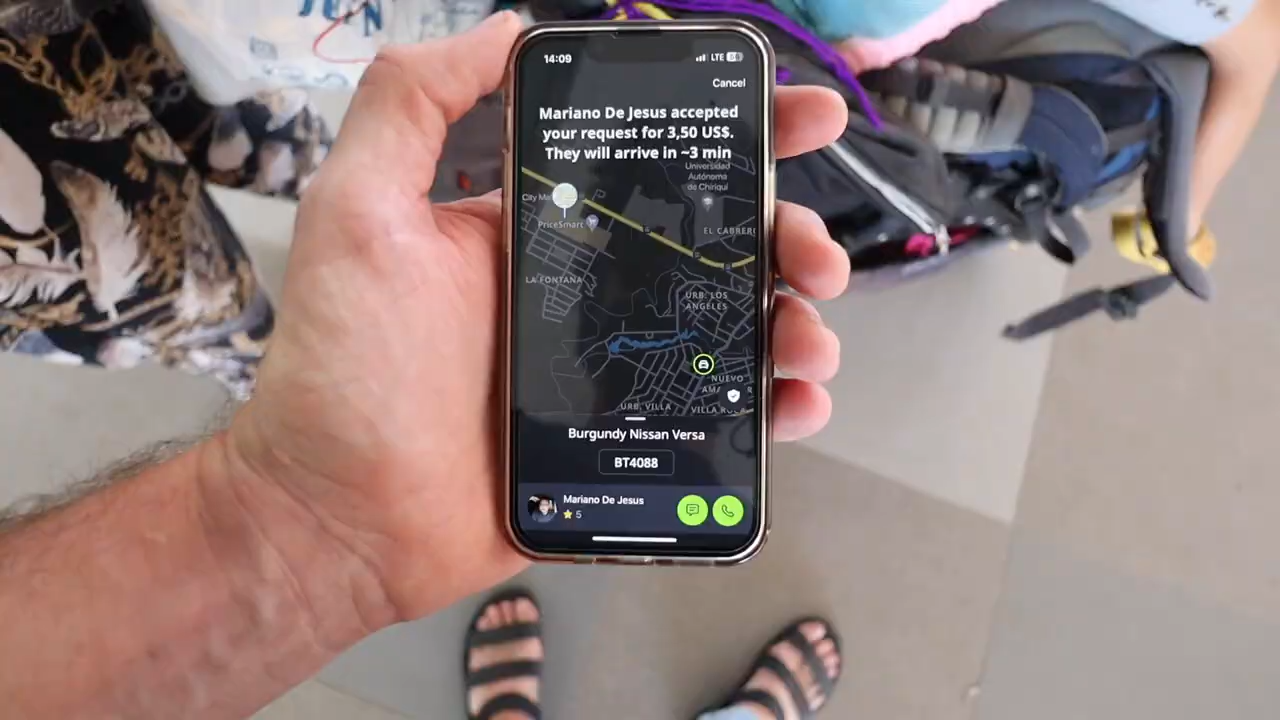 14:09
LTE
Cancel
Mariano De Jesus accepted
your request for 3,50 US$.
They will arrive in ~3 min
Universidad
Autónoma
de Chiriquí
City
PriceSmart
EL CABRERO
LA FONTANA
URB. LOS
ANGELES
NUEVO
URB. VILLA
VILLA
Burgundy Nissan Versa
BT4088
Mariano De Jesus
5